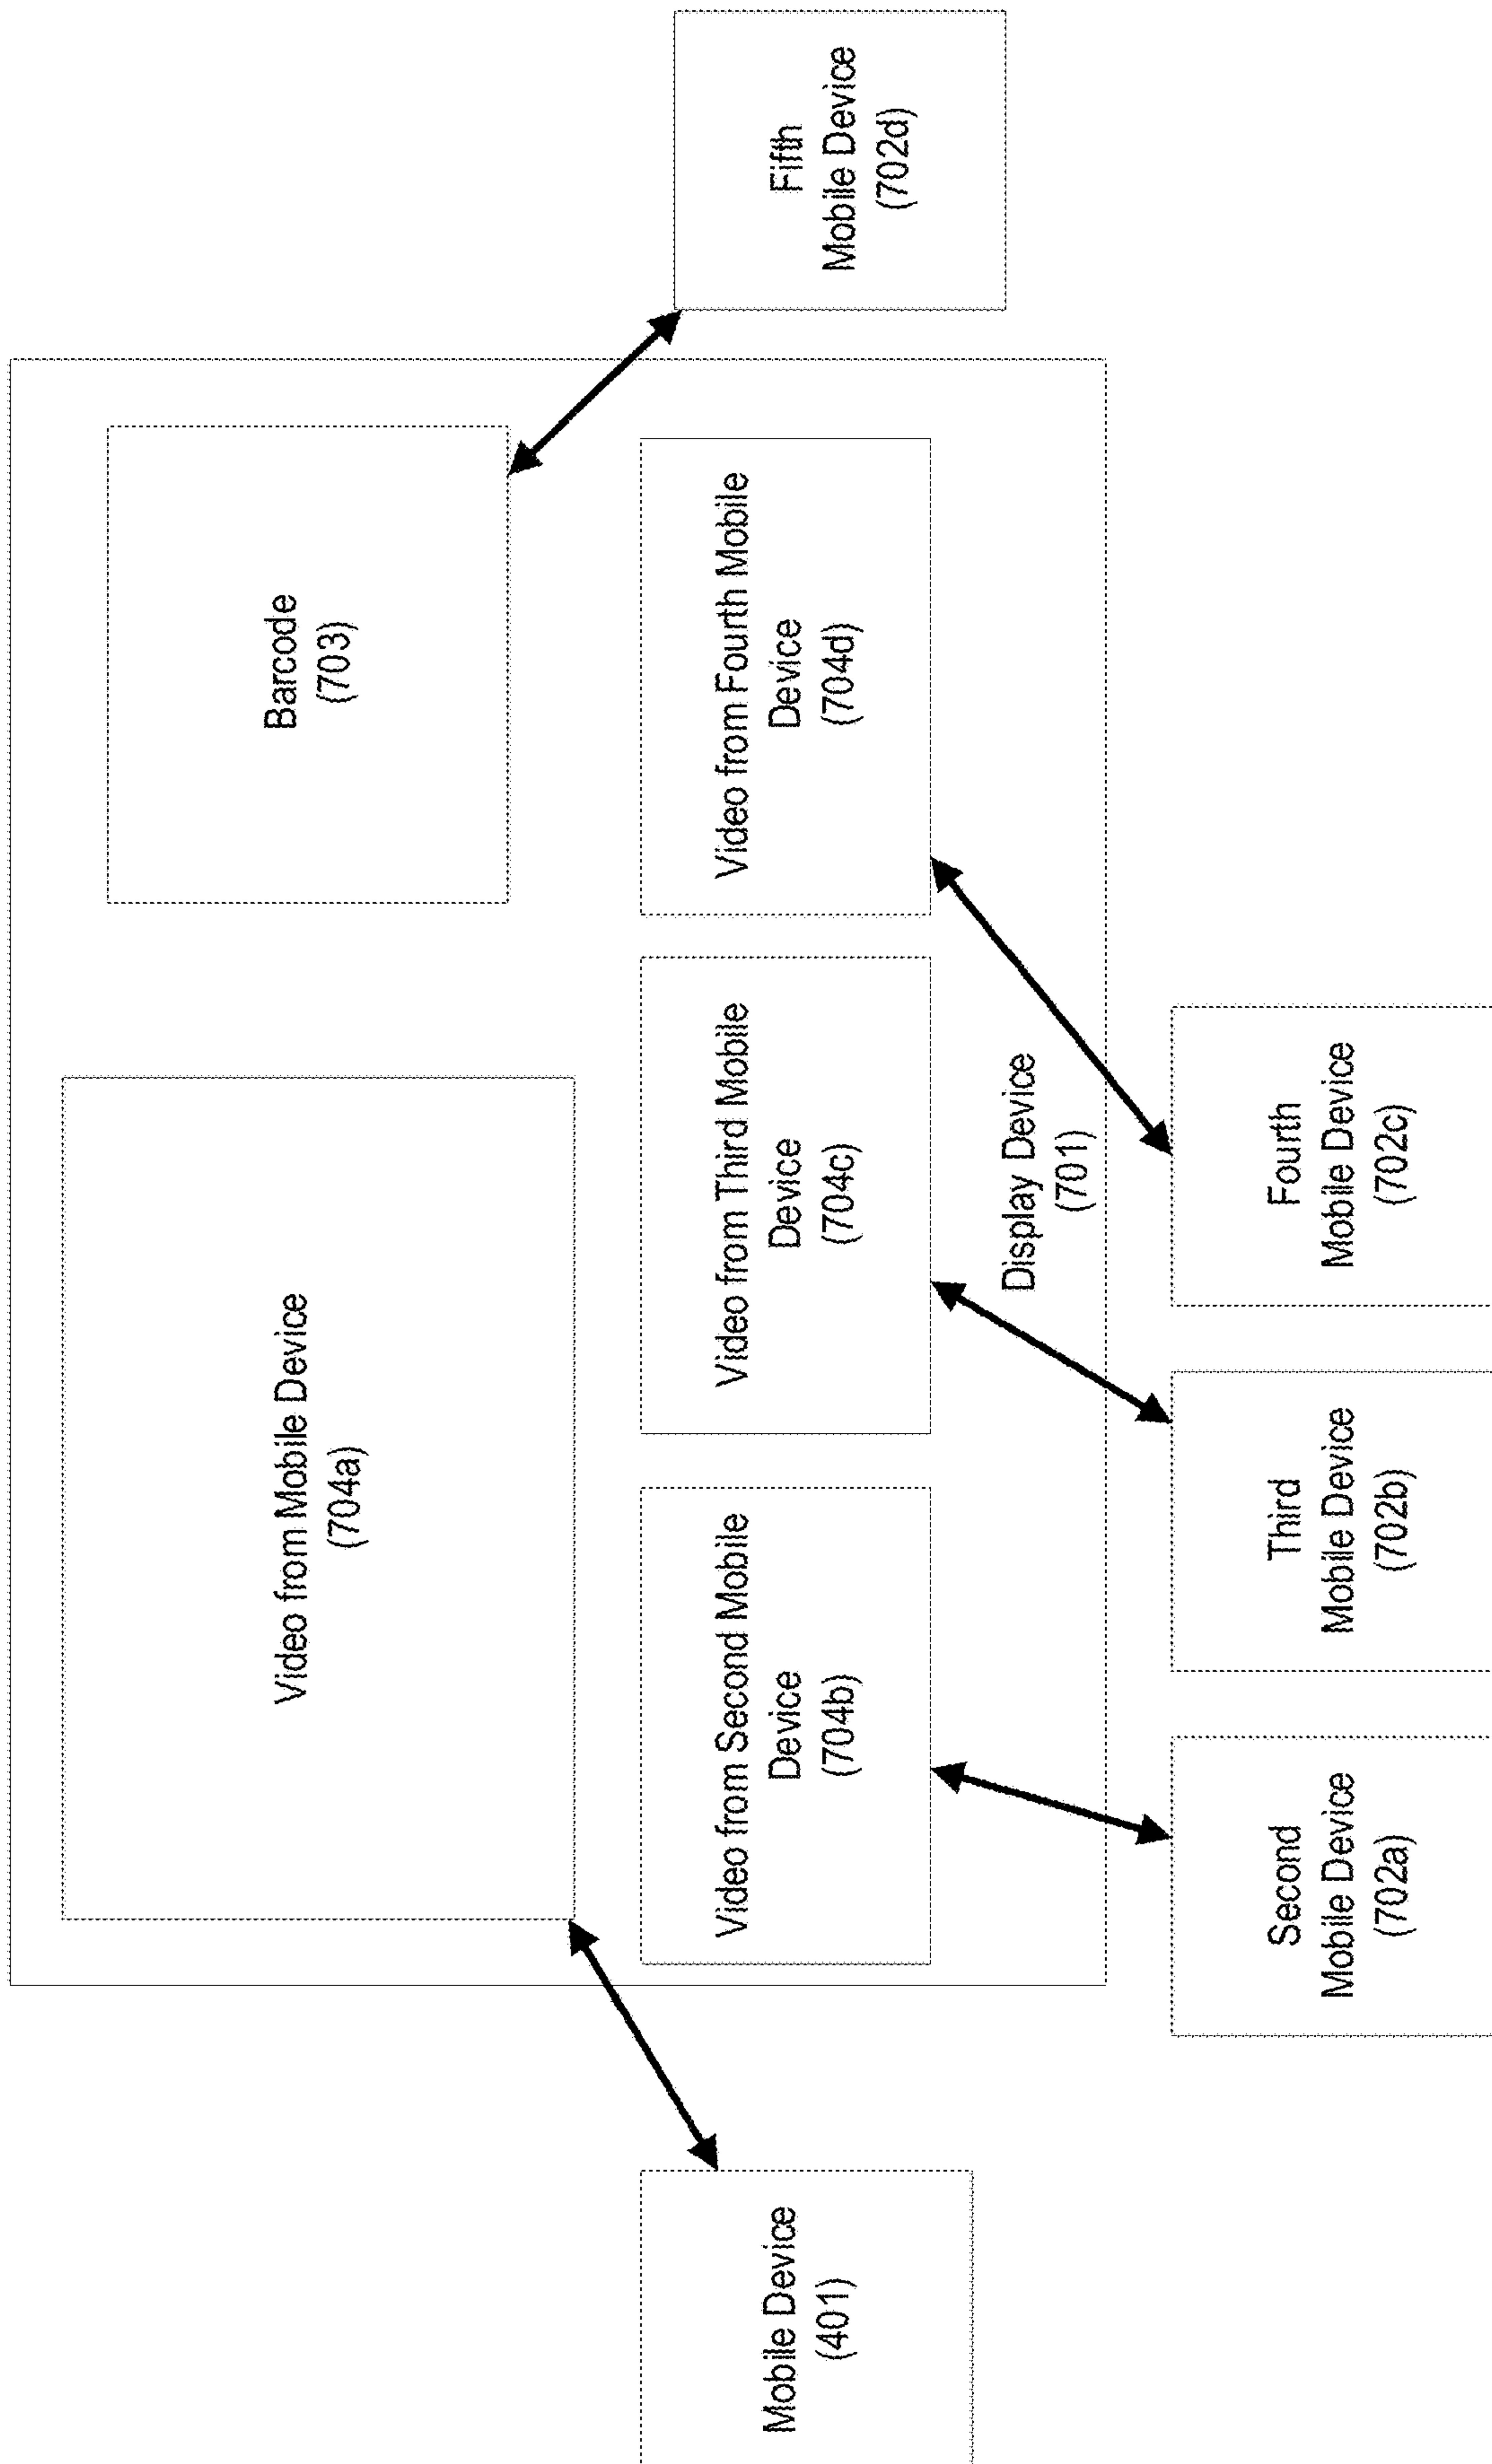 Video from Mobile Device
(704a)
Barcode
(703)
Mobile Device
(401)
Video from Second Mobile
Device
(704b)
Video from Third Mobile
Device
(704c)
Video from Fourth Mobile
Device
(704d)
Fifth
Mobile Device
(702d)
Display Device
(701)
Second
Mobile Device
(702a)
Third
Mobile Device
(702b)
Fourth
Mobile Device
(702c)